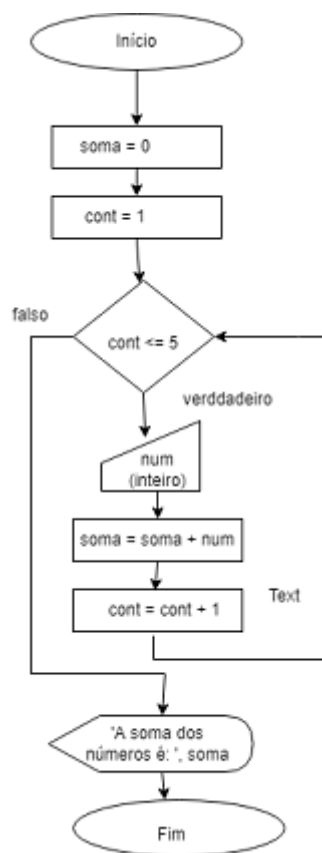 Início
soma = 0
cont = 1
falso
cont <= 5
verddadeiro
num
(inteiro)
soma = soma + num
cont = cont + 1
Text
'A soma dos
números é: ', soma
Fim